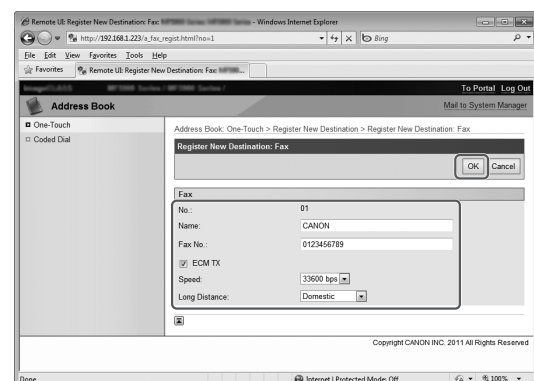 Remote UI: Register New Destination: Fax: - Windows Internet Explorer
http://192.168.1.223/a_fax_regist.html?no=1
Bing
File Edit View Favorites Tools Help
Favorites Remote UI: Register New Destination: Fax:
To Portal Log Out
Address Book
Mail to System Manager
One-Touch
Coded Dial
Address Book: One-Touch > Register New Destination > Register New Destination: Fax
Register New Destination: Fax
OK Cancel
Fax
No.: 01
Name: CANON
Fax No.: 0123456789
ECM TX
Speed: 33600 bps
Long Distance: Domestic
Copyright CANON INC. 2011 All Rights Reserved
Done Internet | Protected Mode: Off 100%